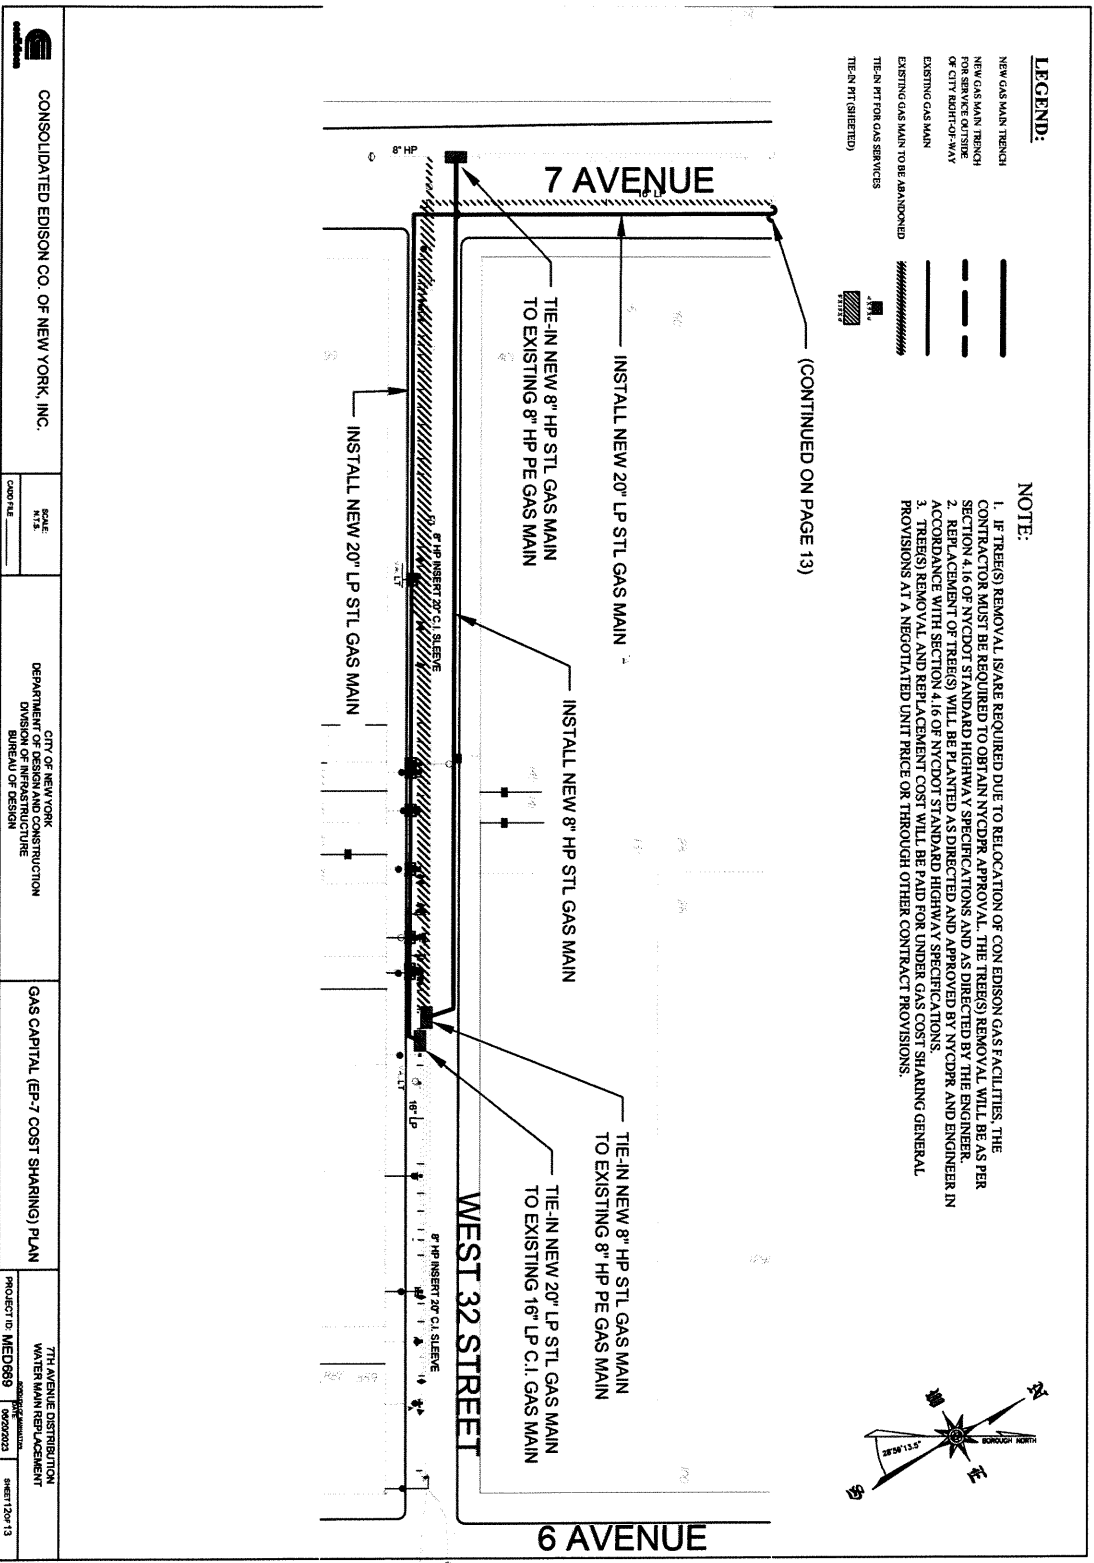 LEGEND:
NEW GAS MAIN TRENCH
NEW GAS MAIN TRENCH
FOR SERVICE OUTSIDE
OF CITY RIGHT-OF-WAY
EXISTING GAS MAIN
EXISTING GAS MAIN TO BE ABANDONED
TIE-IN PIT FOR GAS SERVICES
TIE-IN PIT (SHEETED)
NOTE:
1. IF TREE(S) REMOVAL IS/ARE REQUIRED DUE TO RELOCATION OF CON EDISON GAS FACILITIES, THE
CONTRACTOR MUST BE REQUIRED TO OBTAIN NYCDPR APPROVAL. THE TREE(S) REMOVAL WILL BE AS PER
SECTION 4.16 OF NYCDOT STANDARD HIGHWAY SPECIFICATIONS AND AS DIRECTED BY THE ENGINEER.
2. REPLACEMENT OF TREE(S) WILL BE PLANTED AS DIRECTED AND APPROVED BY NYCDPR AND ENGINEER IN
ACCORDANCE WITH SECTION 4.16 OF NYCDOT STANDARD HIGHWAY SPECIFICATIONS.
3. TREE(S) REMOVAL AND REPLACEMENT COST WILL BE PAID FOR UNDER GAS COST SHARING GENERAL
PROVISIONS AT A NEGOTIATED UNIT PRICE OR THROUGH OTHER CONTRACT PROVISIONS.
N
E
S
BOROUGH NORTH
28°59'13.5"
(CONTINUED ON PAGE 13)
7 AVENUE
16" LP
8" HP
INSTALL NEW 20" LP STL GAS MAIN
TIE-IN NEW 8" HP STL GAS MAIN
TO EXISTING 8" HP PE GAS MAIN
INSTALL NEW 8" HP STL GAS MAIN
8" HP INSERT 20" C.I. SLEEVE
INSTALL NEW 20" LP STL GAS MAIN
TIE-IN NEW 8" HP STL GAS MAIN
TO EXISTING 8" HP PE GAS MAIN
TIE-IN NEW 20" LP STL GAS MAIN
TO EXISTING 16" LP C.I. GAS MAIN
16" LP
WEST 32 STREET
8" HP INSERT 20" C.I. SLEEVE
6 AVENUE
conEdison
CONSOLIDATED EDISON CO. OF NEW YORK, INC.
SCALE:
N.T.S.
CADD FILE
CITY OF NEW YORK
DEPARTMENT OF DESIGN AND CONSTRUCTION
DIVISION OF INFRASTRUCTURE
BUREAU OF DESIGN
GAS CAPITAL (EP-7 COST SHARING) PLAN
7TH AVENUE DISTRIBUTION
WATER MAIN REPLACEMENT
PROJECT ID: MED669
DATE
06/20/2023
SHEET 12 OF 13